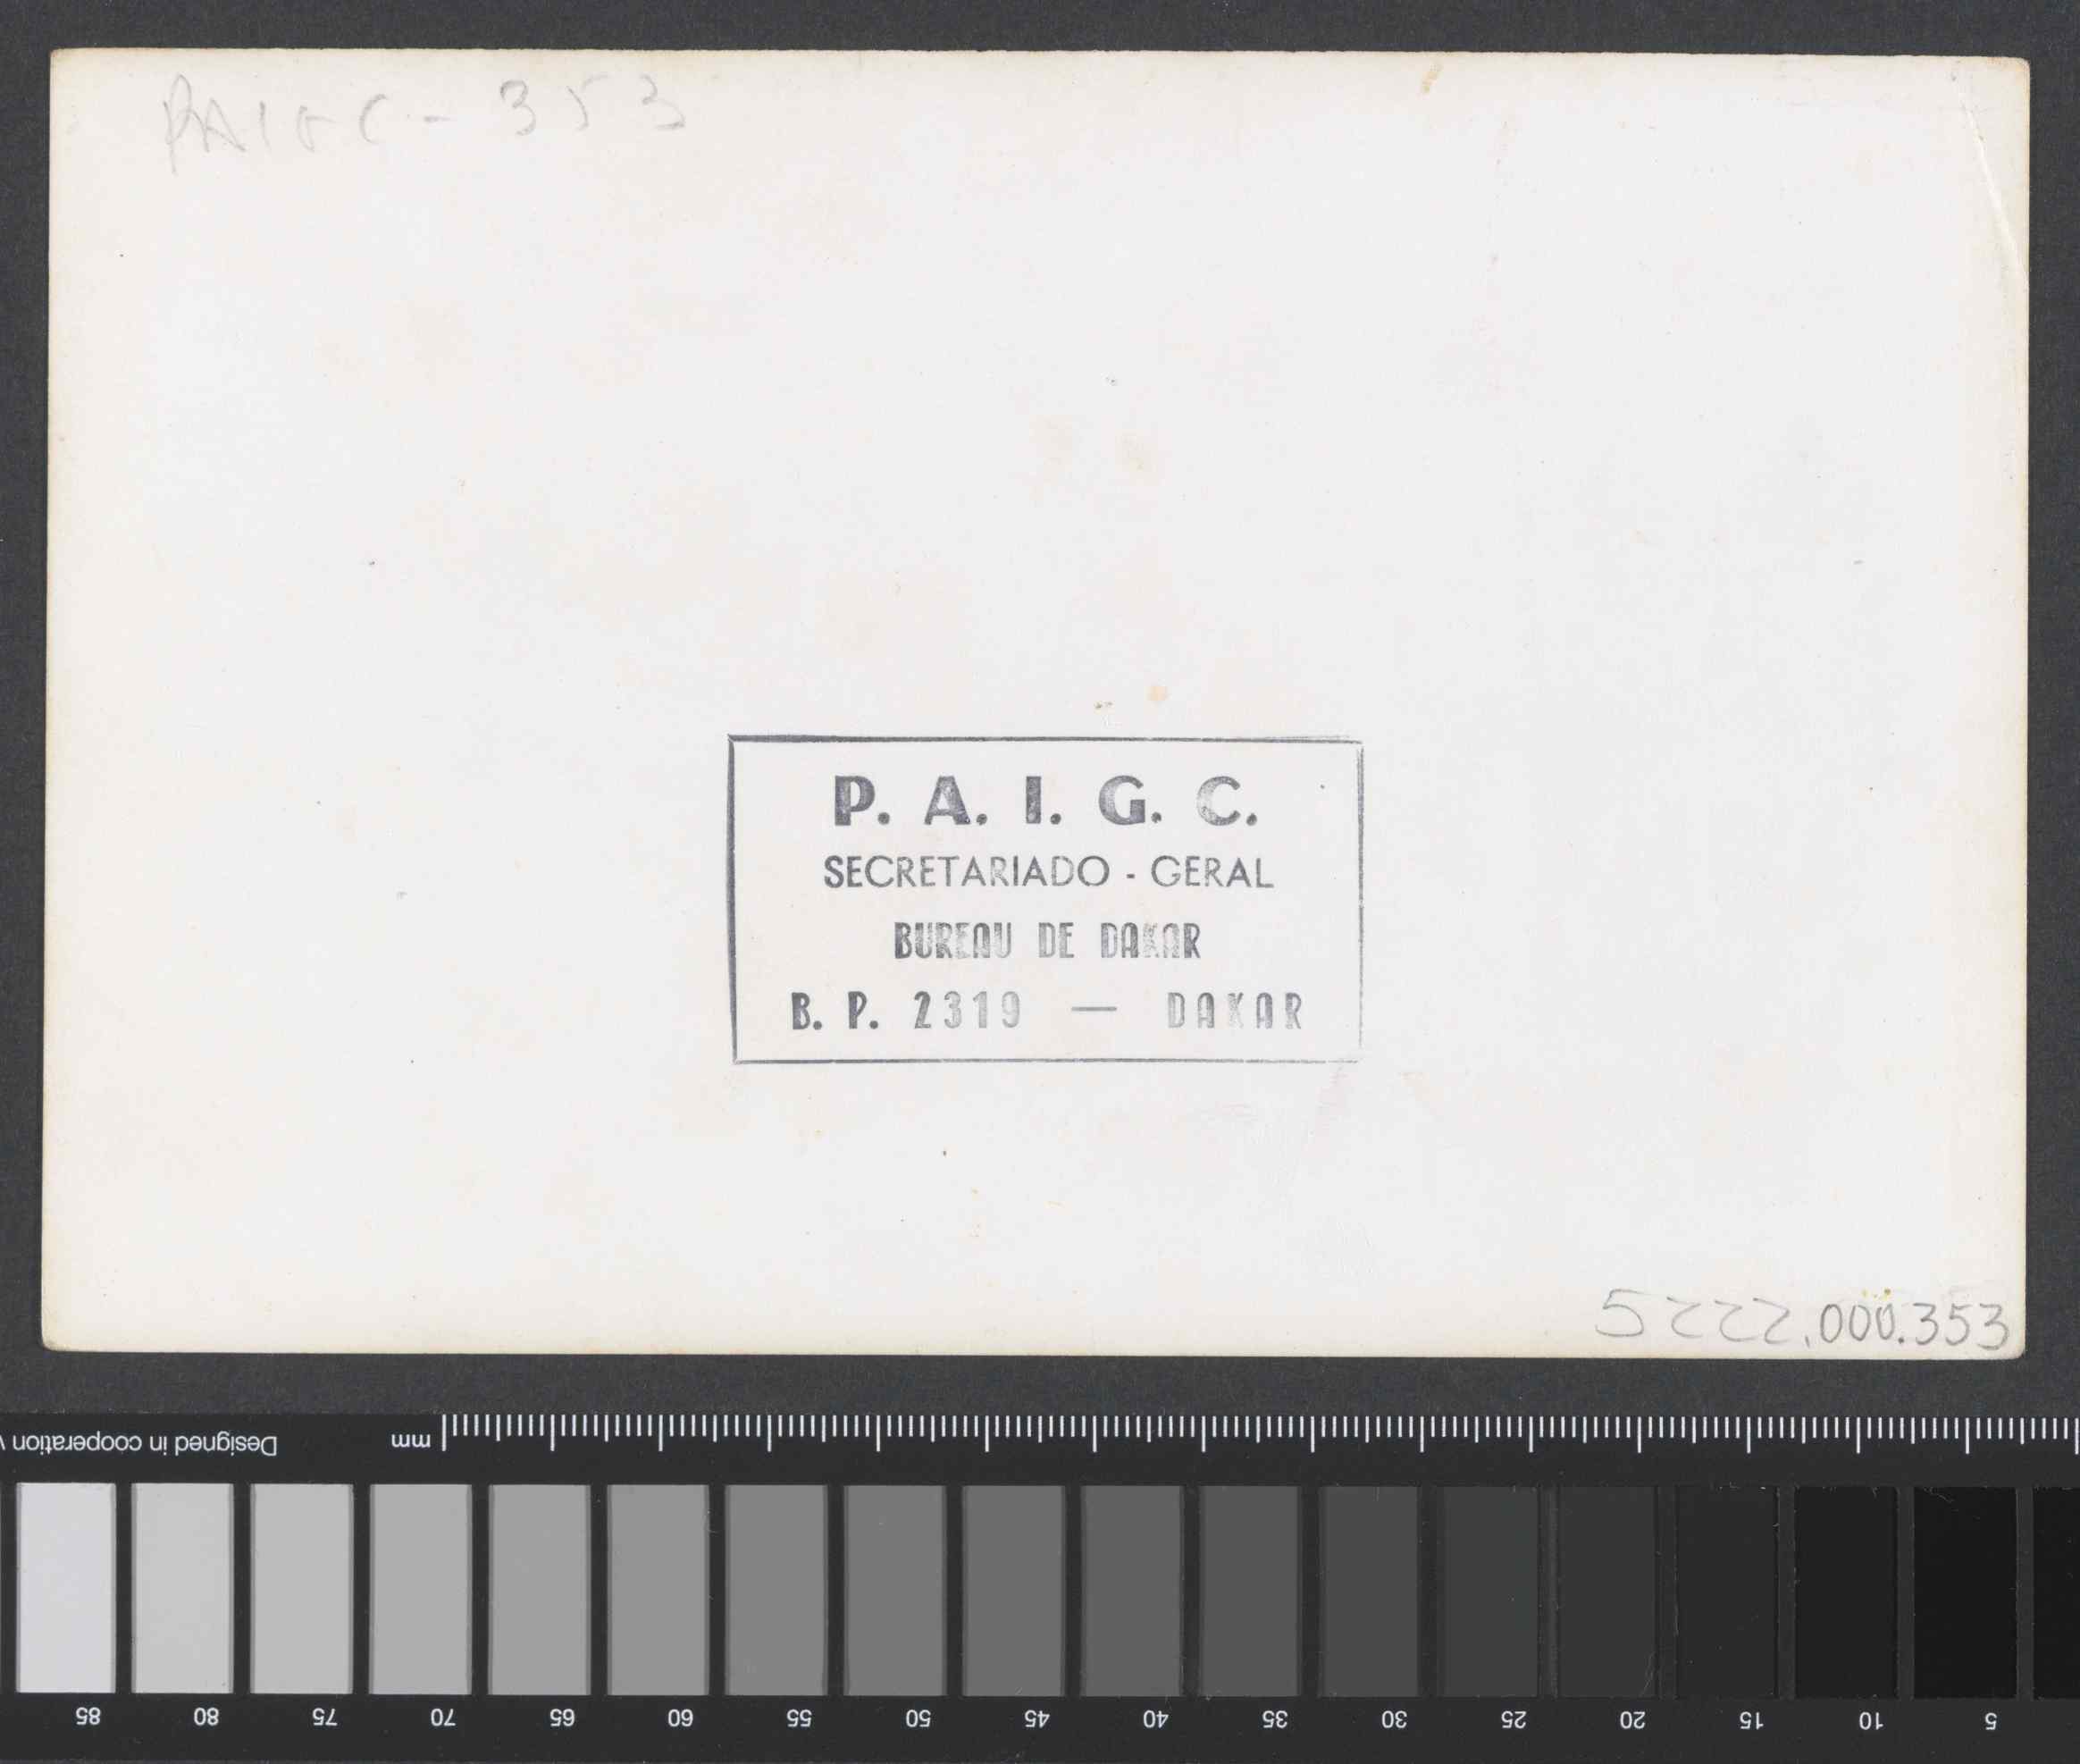 PAIGC - 353
P. A. I. G. C.
SECRETARIADO - GERAL
BUREAU DE DAKAR
B. P. 2319 — DAKAR
5222.000.353
Designed in cooperation
mm
85 80 75 70 65 60 55 50 45 40 35 30 25 20 15 10 5